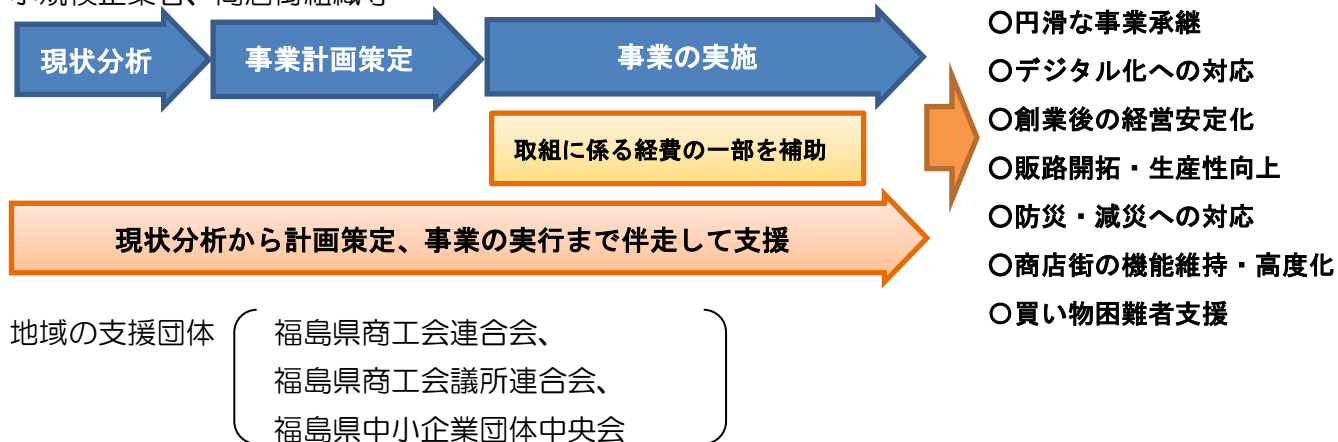 現状分析
事業計画策定
事業の実施
取組に係る経費の一部を補助
現状分析から計画策定、事業の実行まで伴走して支援
○円滑な事業承継
○デジタル化への対応
○創業後の経営安定化
○販路開拓・生産性向上
○防災・減災への対応
○商店街の機能維持・高度化
○買い物困難者支援
地域の支援団体
福島県商工会連合会、
福島県商工会議所連合会、
福島県中小企業団体中央会